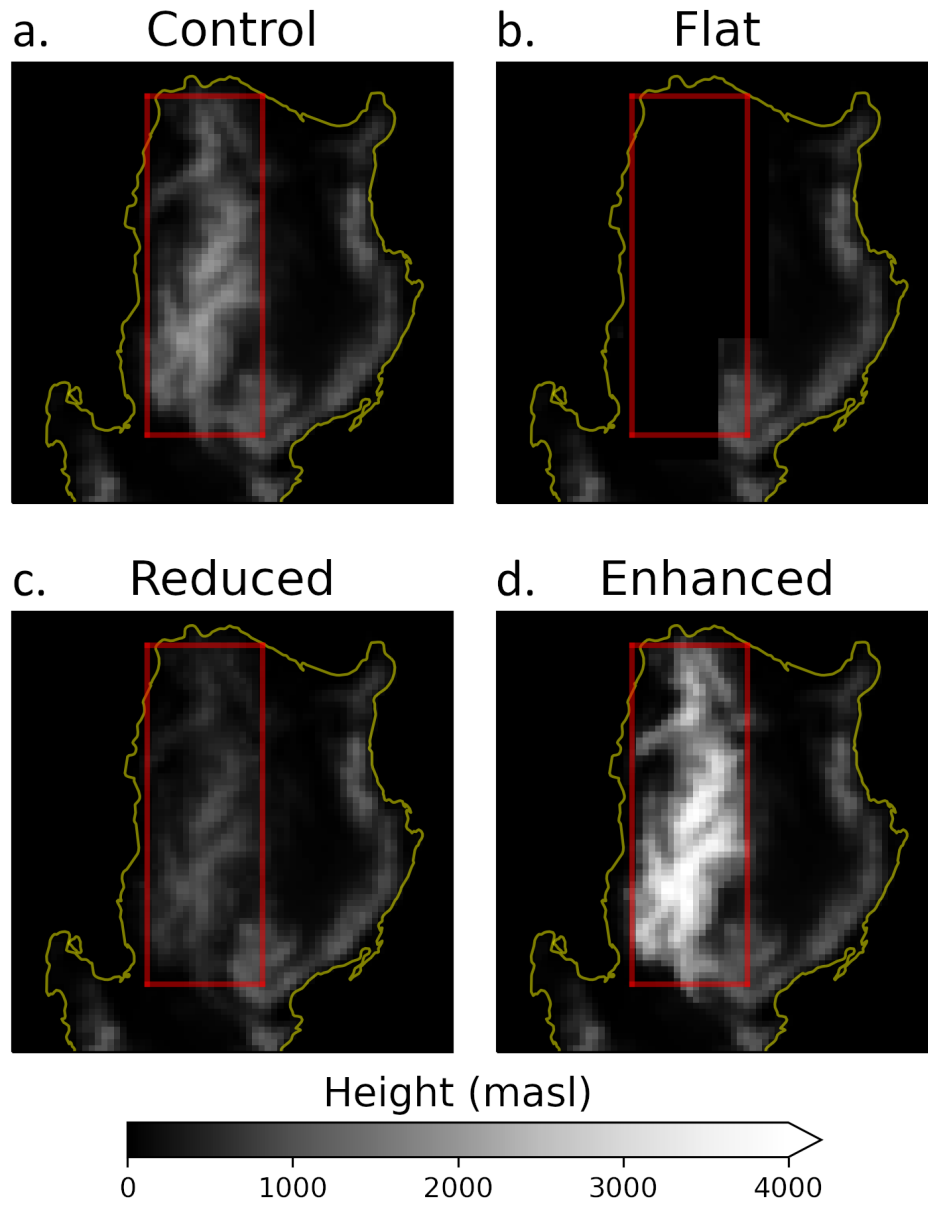 a. Control
b. Flat
c. Reduced
d. Enhanced
Height (masl)
0 1000 2000 3000 4000